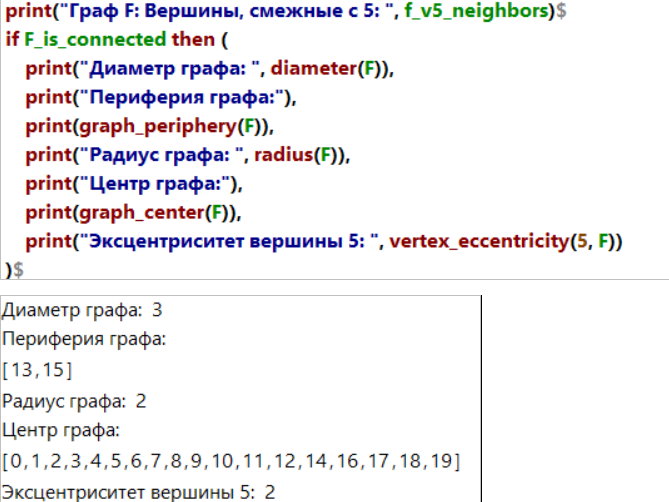 print("Граф F: Вершины, смежные с 5: ", f_v5_neighbors)$
if F_is_connected then (
print("Диаметр графа: ", diameter(F)),
print("Периферия графа:"),
print(graph_periphery(F)),
print("Радиус графа: ", radius(F)),
print("Центр графа:"),
print(graph_center(F)),
print("Эксцентриситет вершины 5: ", vertex_eccentricity(5, F))
)$
Диаметр графа: 3
Периферия графа:
[13,15]
Радиус графа: 2
Центр графа:
[0,1,2,3,4,5,6,7,8,9,10,11,12,14,16,17,18,19]
Эксцентриситет вершины 5: 2